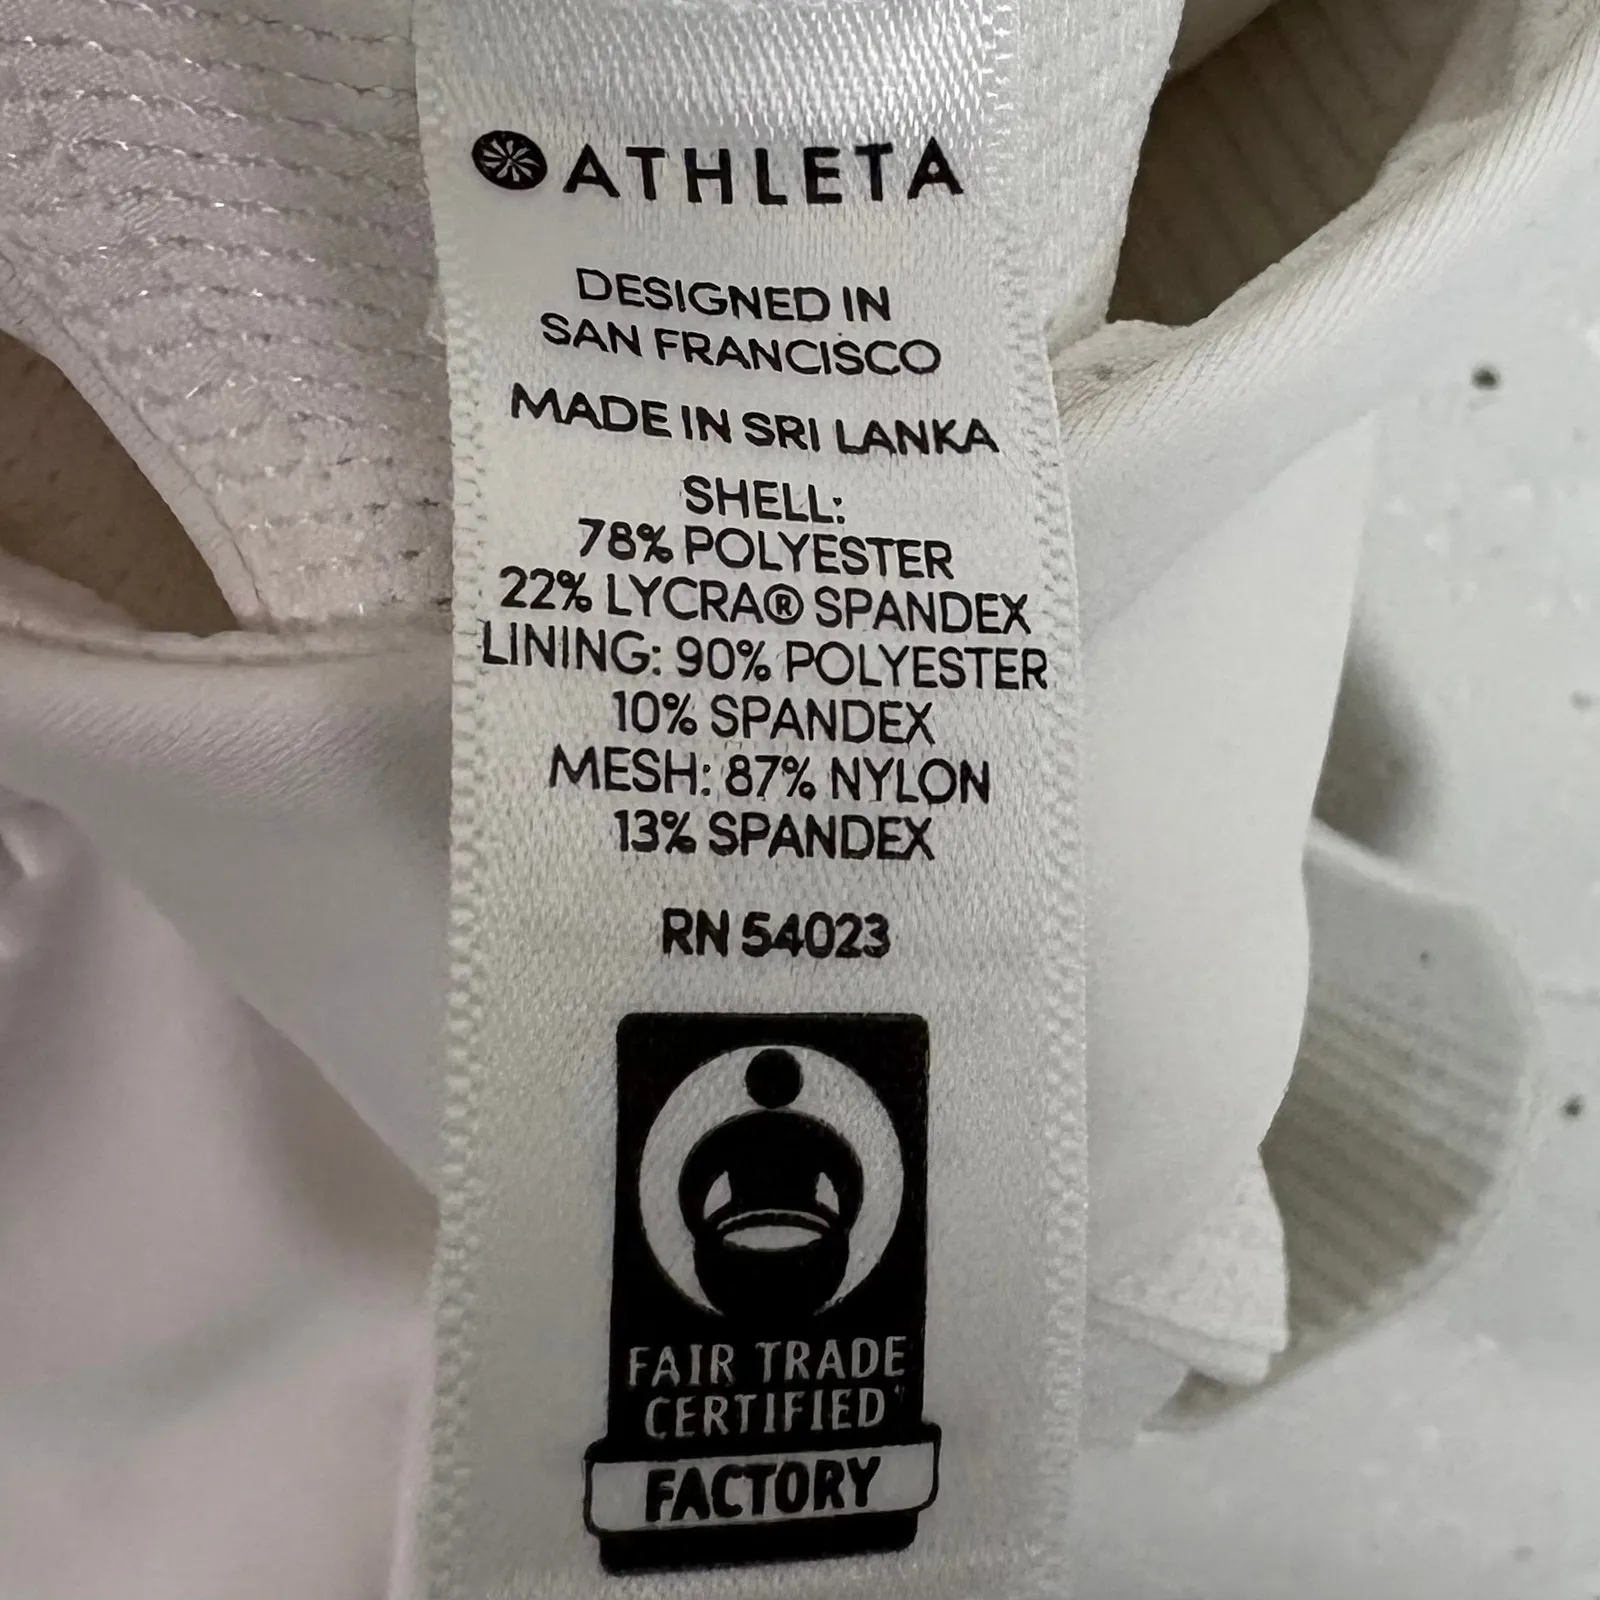 ATHLETA
DESIGNED IN
SAN FRANCISCO
MADE IN SRI LANKA
SHELL:
78% POLYESTER
22% LYCRA® SPANDEX
LINING: 90% POLYESTER
10% SPANDEX
MESH: 87% NYLON
13% SPANDEX
RN 54023
FAIR TRADE
CERTIFIED
FACTORY